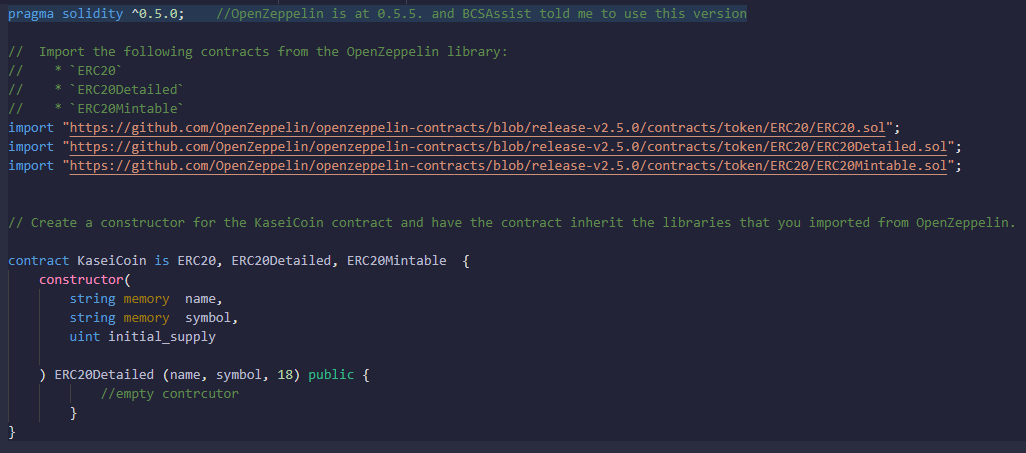 pragma solidity ^0.5.0;    //OpenZeppelin is at 0.5.5. and BCSAssist told me to use this version
//  Import the following contracts from the OpenZeppelin library:
//    * `ERC20`
//    * `ERC20Detailed`
//    * `ERC20Mintable`
import "https://github.com/OpenZeppelin/openzeppelin-contracts/blob/release-v2.5.0/contracts/token/ERC20/ERC20.sol";
import "https://github.com/OpenZeppelin/openzeppelin-contracts/blob/release-v2.5.0/contracts/token/ERC20/ERC20Detailed.sol";
import "https://github.com/OpenZeppelin/openzeppelin-contracts/blob/release-v2.5.0/contracts/token/ERC20/ERC20Mintable.sol";
// Create a constructor for the KaseiCoin contract and have the contract inherit the libraries that you imported from OpenZeppelin.
contract KaseiCoin is ERC20, ERC20Detailed, ERC20Mintable  {
    constructor(
        string memory  name,
        string memory  symbol,
        uint initial_supply
    ) ERC20Detailed (name, symbol, 18) public {
            //empty contrcutor
        }
}